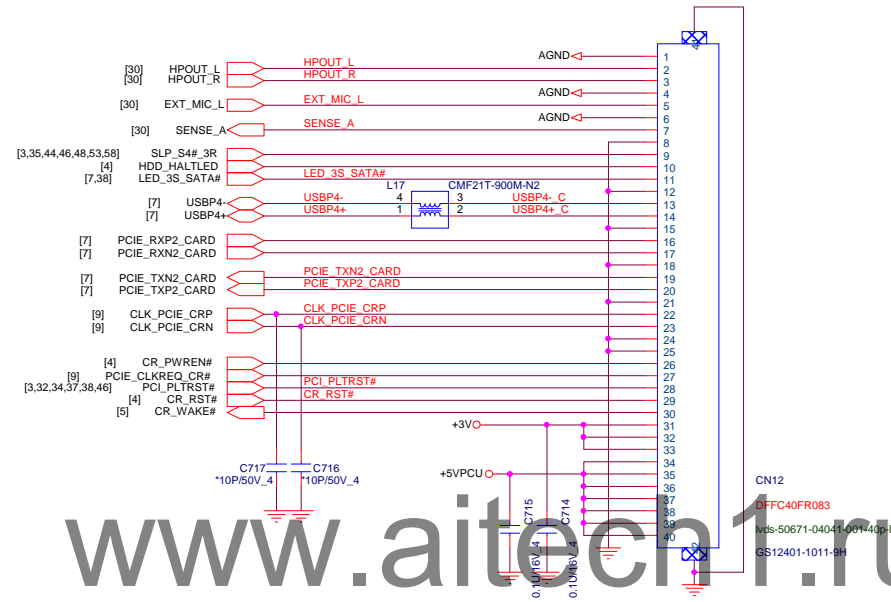 41
AGND
1
[30] HPOUT_L HPOUT_L
2
[30] HPOUT_R HPOUT_R
3
AGND
4
[30] EXT_MIC_L EXT_MIC_L
5
AGND
6
[30] SENSE_A SENSE_A
7
8
[3,35,44,46,48,53,58] SLP_S4#_3R
9
[4] HDD_HALTLED
10
[7,38] LED_3S_SATA# LED_3S_SATA#
11
L17 CMF21T-900M-N2
12
[7] USBP4- USBP4- 4 3 USBP4-_C
13
[7] USBP4+ USBP4+ 1 2 USBP4+_C
14
15
[7] PCIE_RXP2_CARD
16
[7] PCIE_RXN2_CARD
17
18
[7] PCIE_TXN2_CARD PCIE_TXN2_CARD
19
[7] PCIE_TXP2_CARD PCIE_TXP2_CARD
20
21
[9] CLK_PCIE_CRP CLK_PCIE_CRP
22
[9] CLK_PCIE_CRN CLK_PCIE_CRN
23
24
25
[4] CR_PWREN#
26
[9] PCIE_CLKREQ_CR#
27
[3,32,34,37,38,46] PCI_PLTRST# PCI_PLTRST#
28
[4] CR_RST# CR_RST#
29
[5] CR_WAKE#
30
+3V
31
32
33
34
+5VPCU
35
36
37
38
39
40
C717
*10P/50V_4
C716
*10P/50V_4
C715
0.1U/16V_4
C714
0.1U/16V_4
CN12
DFFC40FR083
lvds-50671-04041-001-40p-l
GS12401-1011-9H
42
www.aitech1.ru